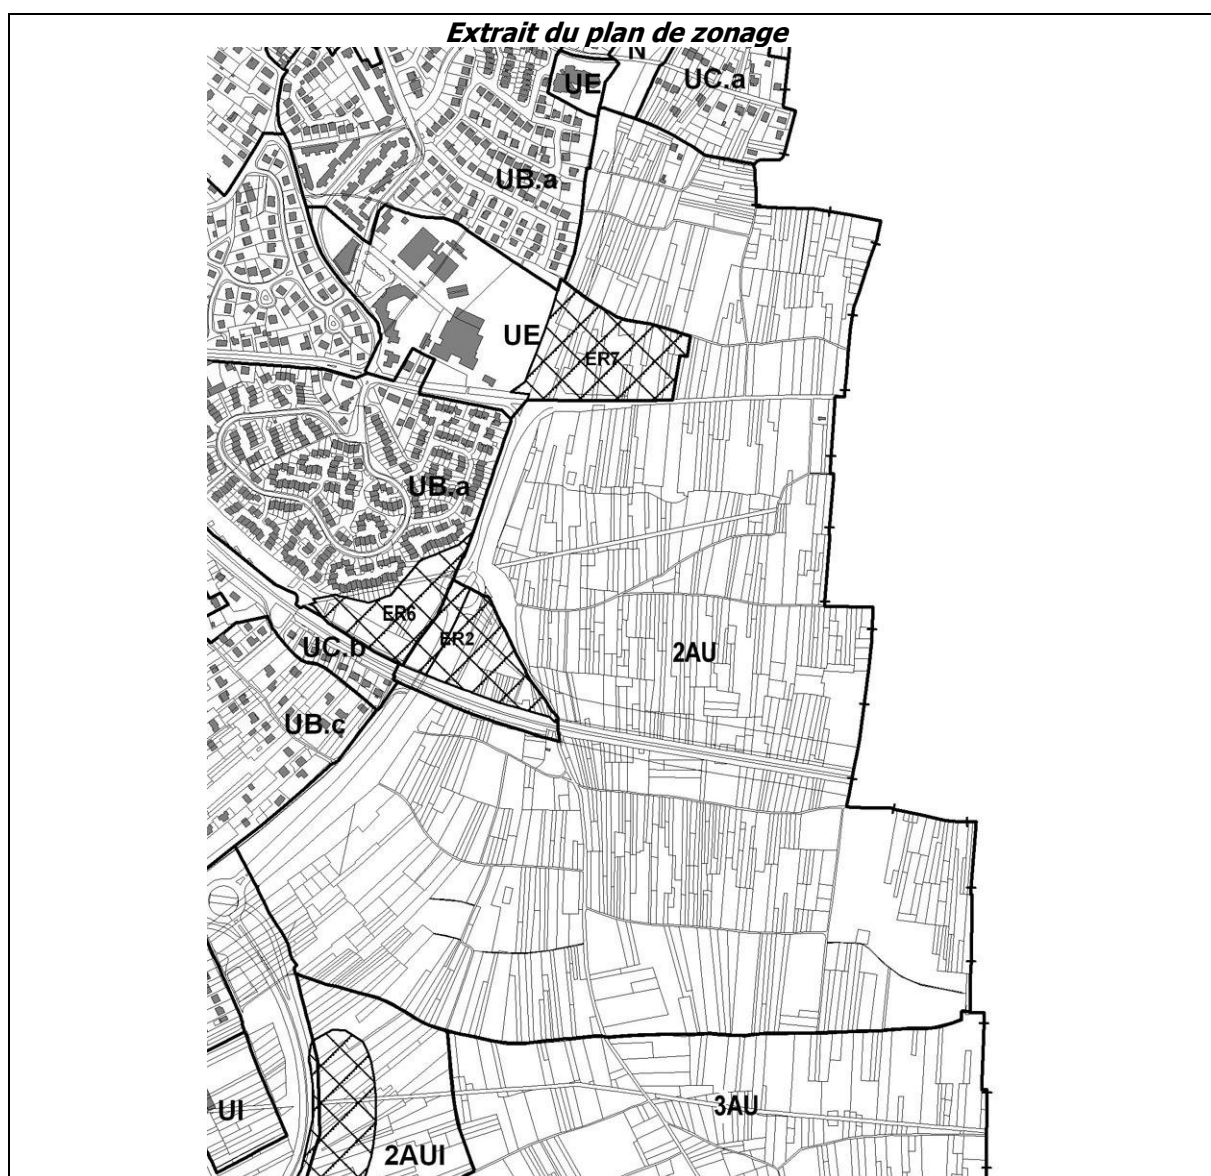 Extrait du plan de zonage
N
UE
UC.a
UB.a
UE
ER7
UB.a
ER6
ER2
UC.b
2AU
UB.c
UI
3AU
2AUI